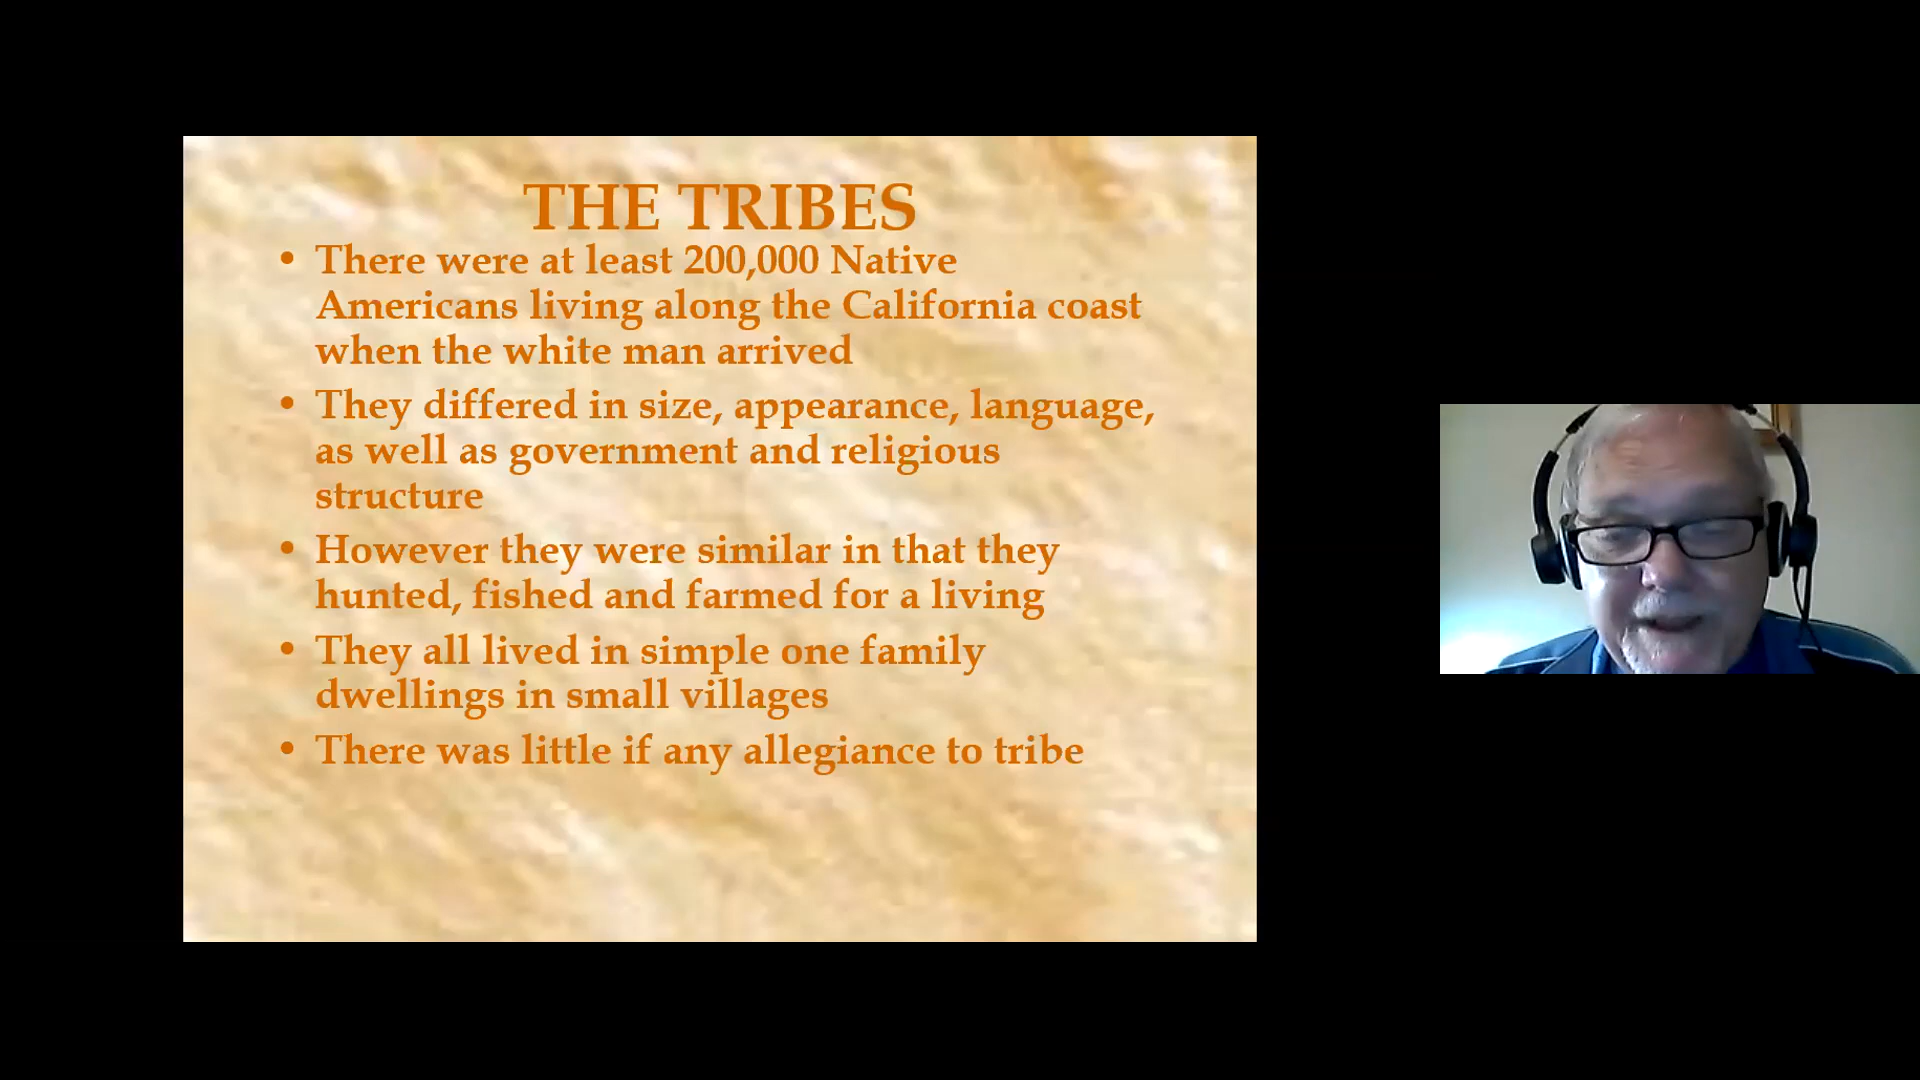 THE TRIBES
• There were at least 200,000 Native
Americans living along the California coast
when the white man arrived
• They differed in size, appearance, language,
as well as government and religious
structure
• However they were similar in that they
hunted, fished and farmed for a living
• They all lived in simple one family
dwellings in small villages
• There was little if any allegiance to tribe